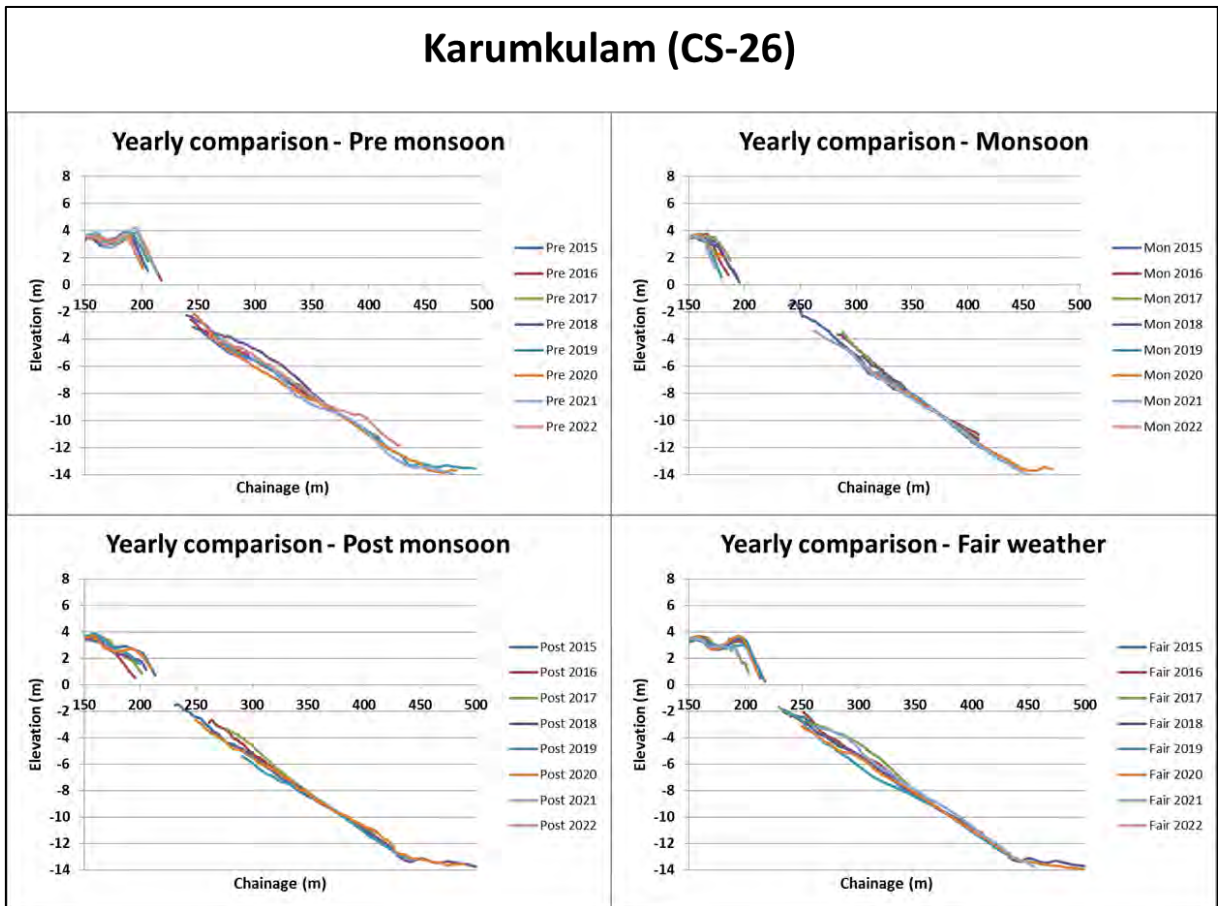 Karumkulam (CS-26)
Yearly comparison - Pre monsoon
8
6
4
2
0
-2
-4
-6
-8
-10
-12
-14
150 200 250 300 350 400 450 500
Elevation (m)
Chainage (m)
Pre 2015
Pre 2016
Pre 2017
Pre 2018
Pre 2019
Pre 2020
Pre 2021
Pre 2022
Yearly comparison - Monsoon
8
6
4
2
0
-2
-4
-6
-8
-10
-12
-14
150 200 250 300 350 400 450 500
Elevation (m)
Chainage (m)
Mon 2015
Mon 2016
Mon 2017
Mon 2018
Mon 2019
Mon 2020
Mon 2021
Mon 2022
Yearly comparison - Post monsoon
8
6
4
2
0
-2
-4
-6
-8
-10
-12
-14
150 200 250 300 350 400 450 500
Elevation (m)
Chainage (m)
Post 2015
Post 2016
Post 2017
Post 2018
Post 2019
Post 2020
Post 2021
Post 2022
Yearly comparison - Fair weather
8
6
4
2
0
-2
-4
-6
-8
-10
-12
-14
150 200 250 300 350 400 450 500
Elevation (m)
Chainage (m)
Fair 2015
Fair 2016
Fair 2017
Fair 2018
Fair 2019
Fair 2020
Fair 2021
Fair 2022